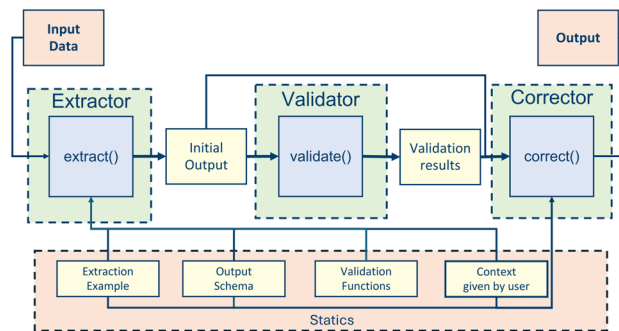 Input
Data
Output
Extractor
Validator
Corrector
extract()
Initial
Output
validate()
Validation
results
correct()
Extraction
Example
Output
Schema
Validation
Functions
Context
given by user
Statics